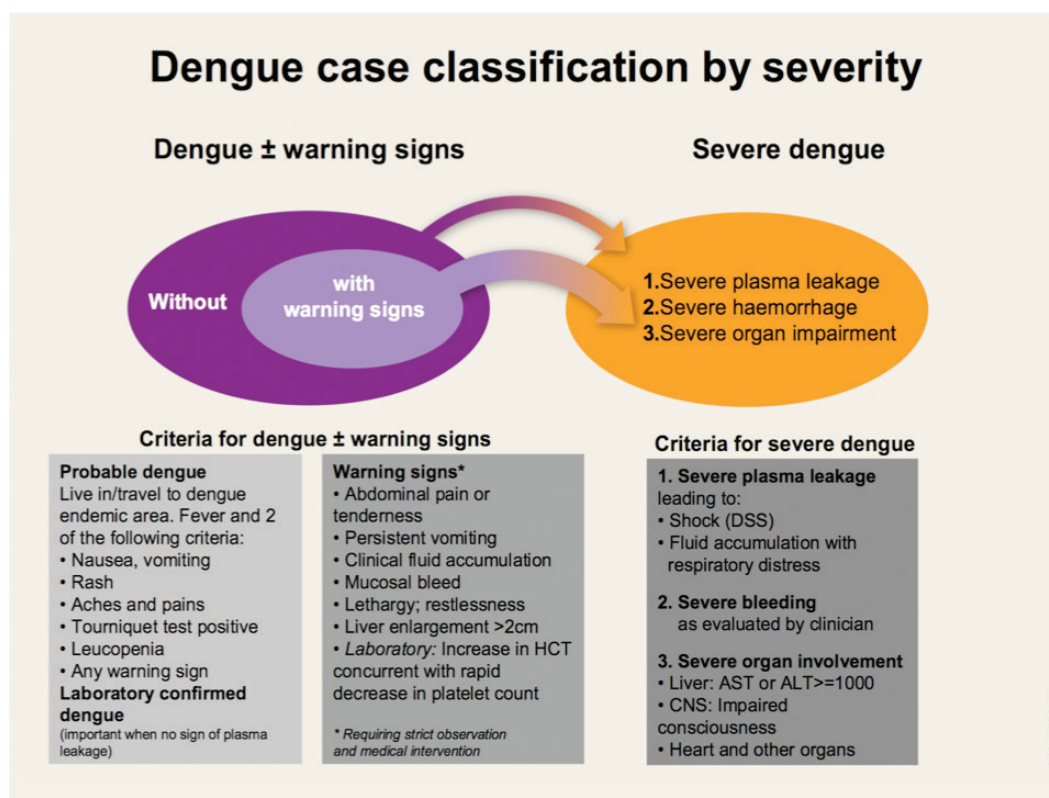 Dengue case classification by severity
Dengue ± warning signs
Severe dengue
Without
with
warning signs
1.Severe plasma leakage
2.Severe haemorrhage
3.Severe organ impairment
Criteria for dengue ± warning signs
Probable dengue
Live in/travel to dengue
endemic area. Fever and 2
of the following criteria:
• Nausea, vomiting
• Rash
• Aches and pains
• Tourniquet test positive
• Leucopenia
• Any warning sign
Laboratory confirmed
dengue
(important when no sign of plasma
leakage)
Warning signs*
• Abdominal pain or
tenderness
• Persistent vomiting
• Clinical fluid accumulation
• Mucosal bleed
• Lethargy; restlessness
• Liver enlargement >2cm
• Laboratory: Increase in HCT
concurrent with rapid
decrease in platelet count
* Requiring strict observation
and medical intervention
Criteria for severe dengue
1. Severe plasma leakage
leading to:
• Shock (DSS)
• Fluid accumulation with
respiratory distress
2. Severe bleeding
as evaluated by clinician
3. Severe organ involvement
• Liver: AST or ALT>=1000
• CNS: Impaired
consciousness
• Heart and other organs